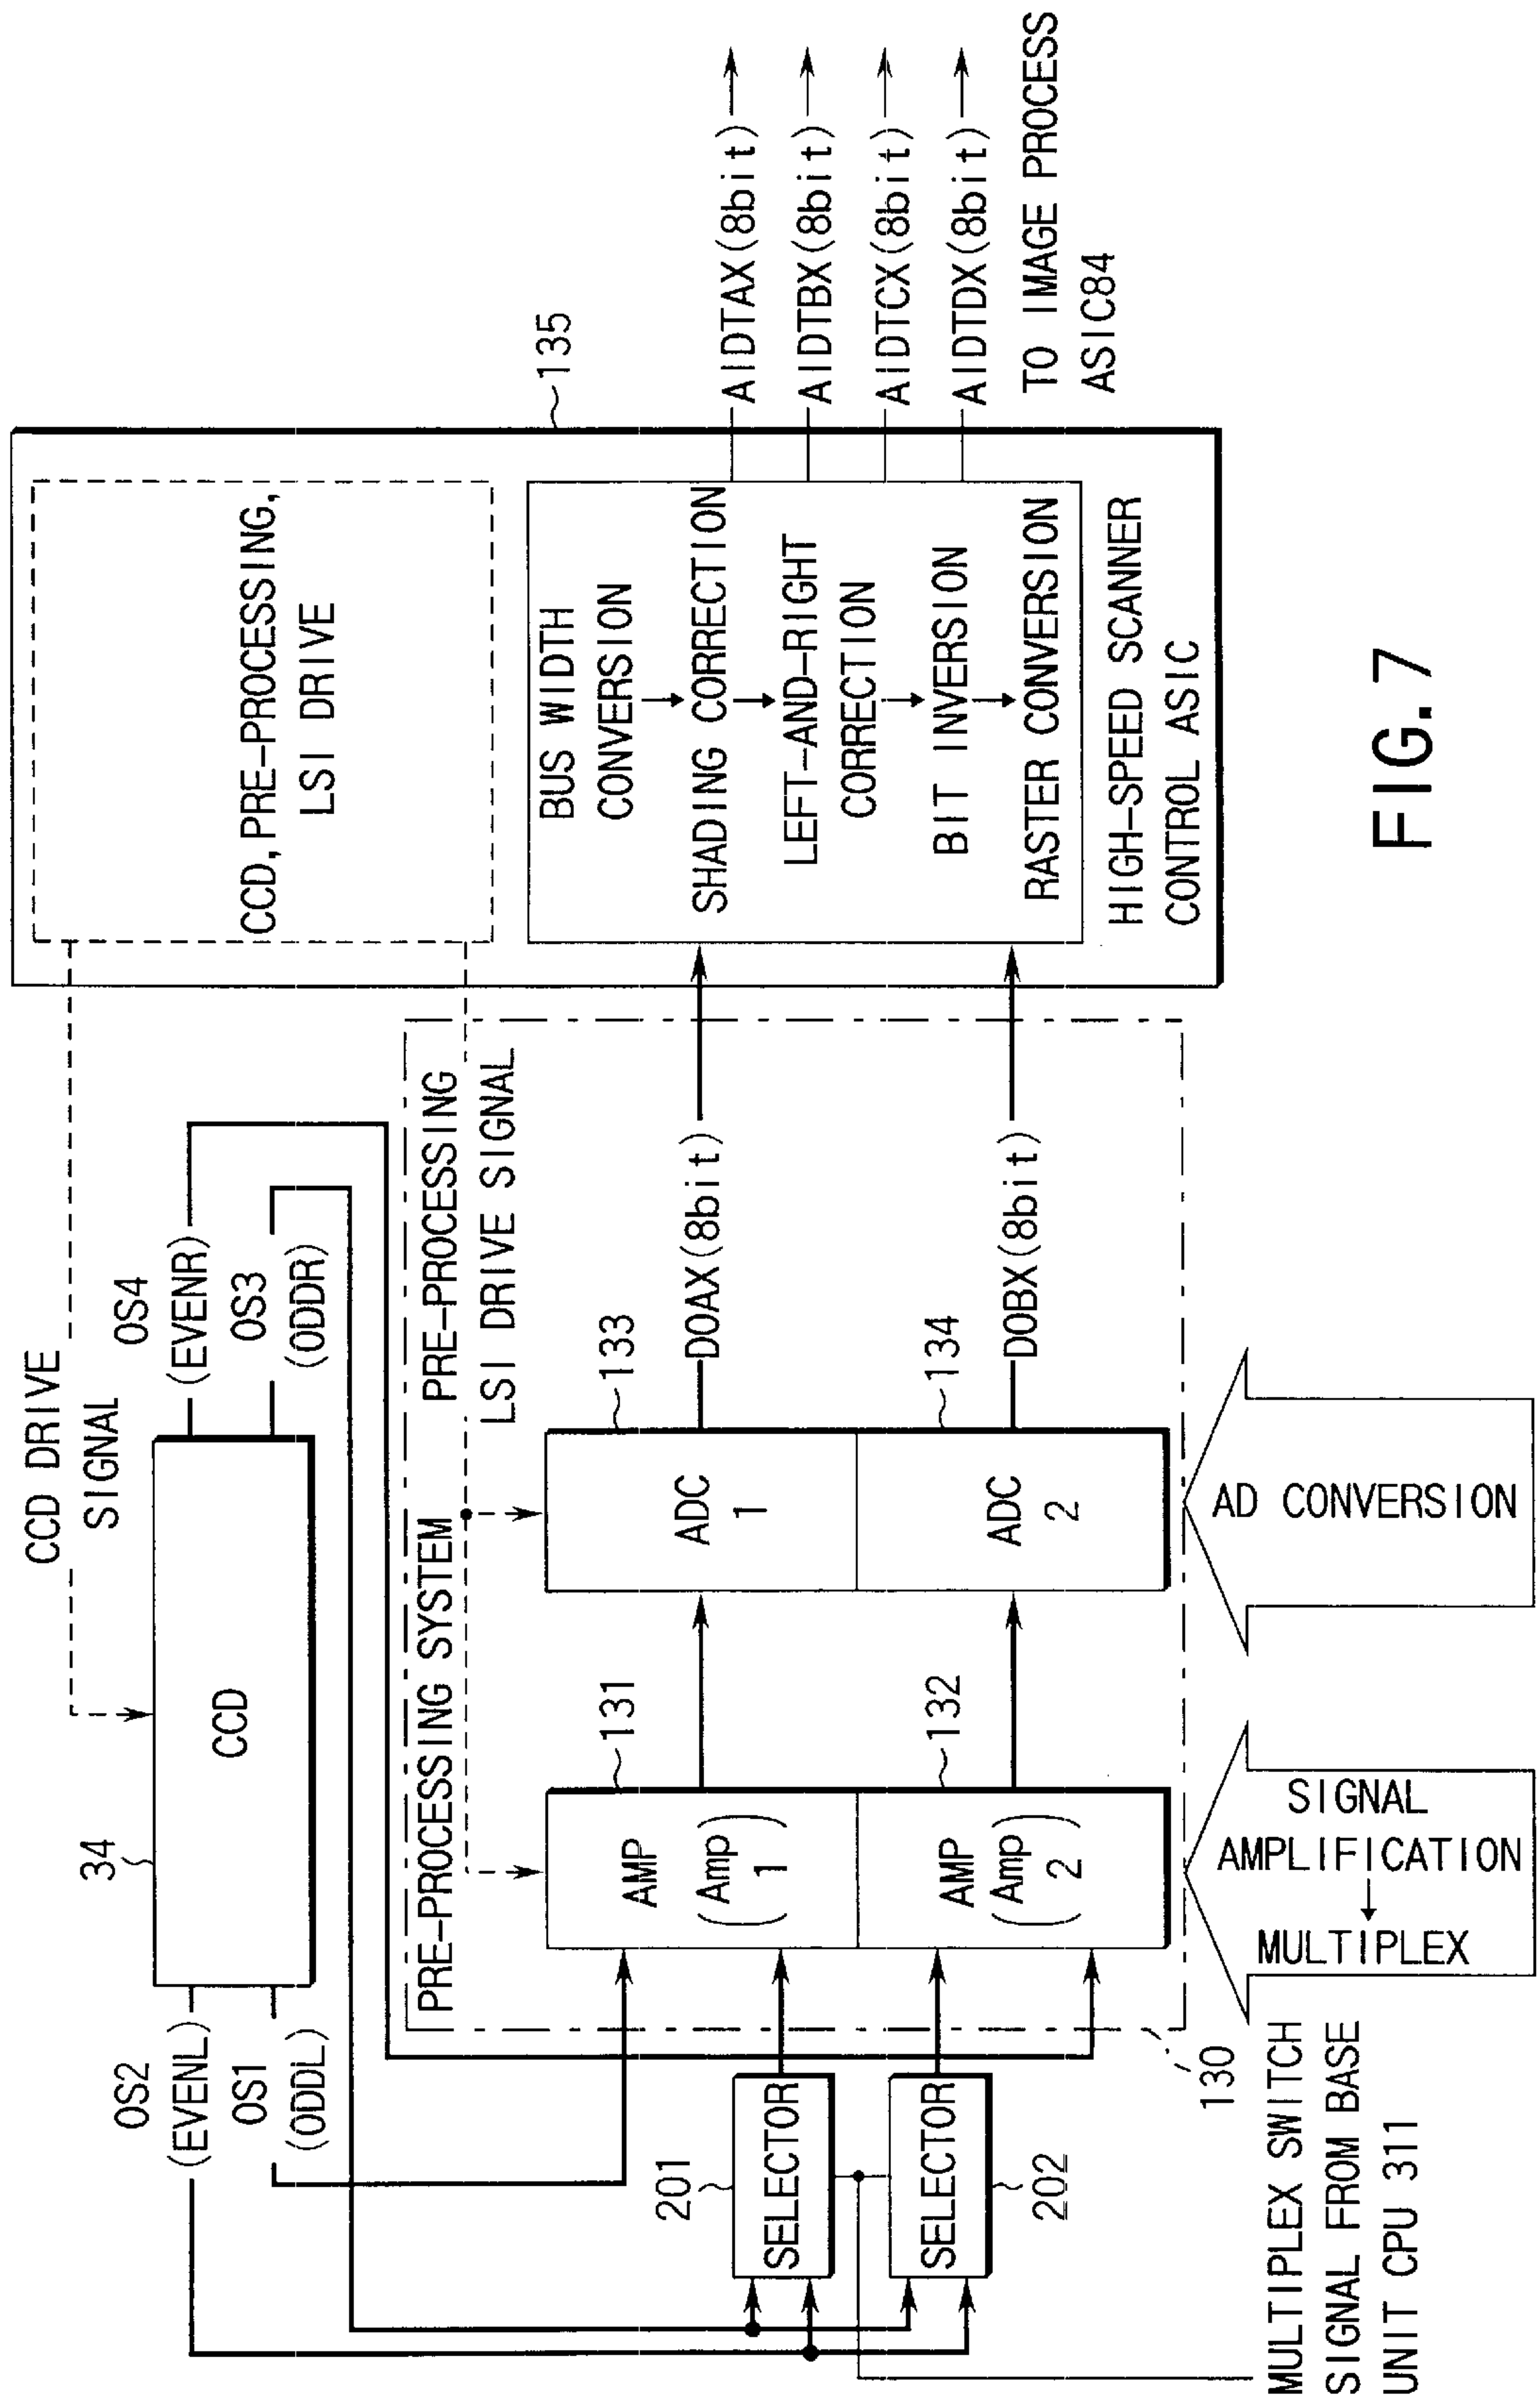 CCD DRIVE
SIGNAL
34
CCD
OS2
(EVENL)
OS1
(ODDL)
OS4
(EVENR)
OS3
(ODDR)
PRE-PROCESSING SYSTEM
PRE-PROCESSING
LSI DRIVE SIGNAL
201
SELECTOR
SELECTOR
202
130
131
AMP
(Amp 1)
132
AMP
(Amp 2)
133
ADC
1
134
ADC
2
DOAX(8bit)
DOBX(8bit)
MULTIPLEX SWITCH
SIGNAL FROM BASE
UNIT CPU 311
SIGNAL
AMPLIFICATION
MULTIPLEX
AD CONVERSION
CCD, PRE-PROCESSING,
LSI DRIVE
135
BUS WIDTH
CONVERSION
SHADING CORRECTION
LEFT-AND-RIGHT
CORRECTION
BIT INVERSION
RASTER CONVERSION
HIGH-SPEED SCANNER
CONTROL ASIC
AIDTAX(8bit)
AIDTBX(8bit)
AIDTCX(8bit)
AIDTDX(8bit)
TO IMAGE PROCESS
ASIC84
FIG. 7